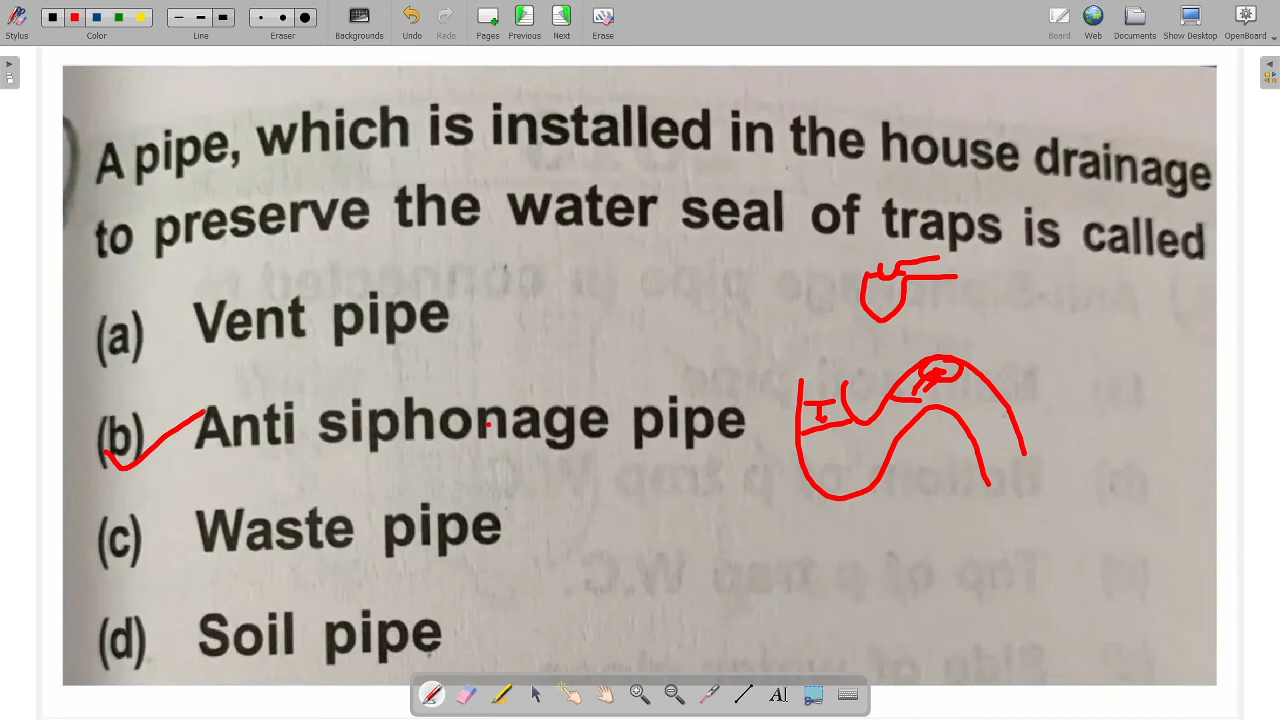 Stylus
Color
Line
Eraser
Backgrounds
Undo
Redo
Pages
Previous
Next
Erase
Board
Web
Documents
Show Desktop
OpenBoard
A pipe, which is installed in the house drainage
to preserve the water seal of traps is called
(a) Vent pipe
(b) Anti siphonage pipe
(c) Waste pipe
(d) Soil pipe